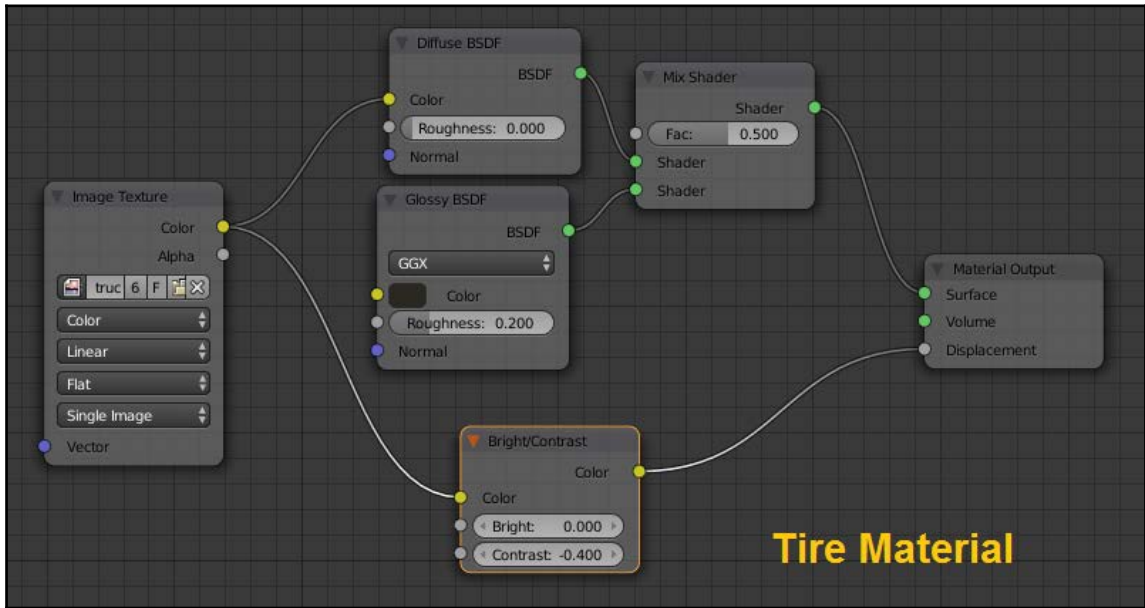 Diffuse BSDF
BSDF
Color
Roughness: 0.000
Normal
Mix Shader
Shader
Fac: 0.500
Shader
Shader
Image Texture
Color
Alpha
truc 6 F
Color
Linear
Flat
Single Image
Vector
Glossy BSDF
BSDF
GGX
Color
Roughness: 0.200
Normal
Material Output
Surface
Volume
Displacement
Bright/Contrast
Color
Color
Bright: 0.000
Contrast: -0.400
Tire Material